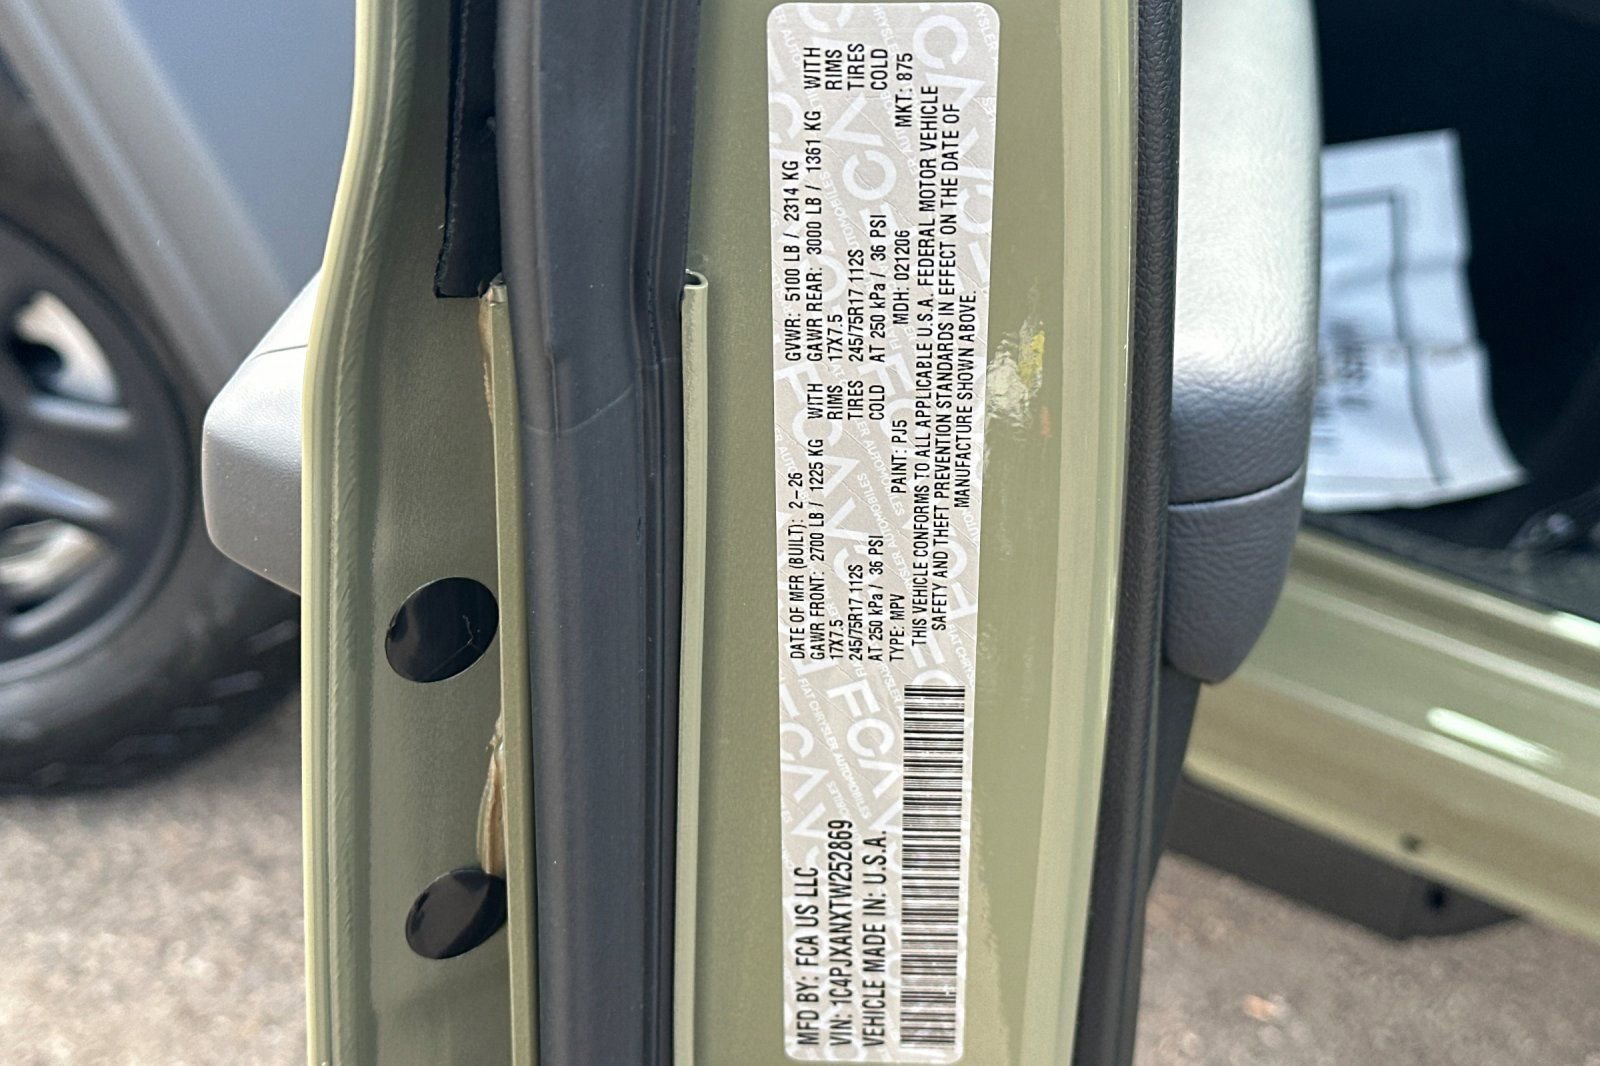 MFD BY: FCA US LLC
VIN: 1C4PJXANXTW252869
VEHICLE MADE IN: U.S.A.
DATE OF MFR (BUILT): 2-26 GVWR: 5100 LB / 2314 KG
GAWR FRONT: 2700 LB / 1225 KG WITH GAWR REAR: 3000 LB / 1361 KG WITH
17X7.5 RIMS 17X7.5 RIMS
245/75R17 112S TIRES 245/75R17 112S TIRES
AT 250 kPa / 36 PSI COLD AT 250 kPa / 36 PSI COLD
TYPE: MPV PAINT: PJ5 MDH: 021206 MKT: 875
THIS VEHICLE CONFORMS TO ALL APPLICABLE U.S.A. FEDERAL MOTOR VEHICLE
SAFETY AND THEFT PREVENTION STANDARDS IN EFFECT ON THE DATE OF
MANUFACTURE SHOWN ABOVE.